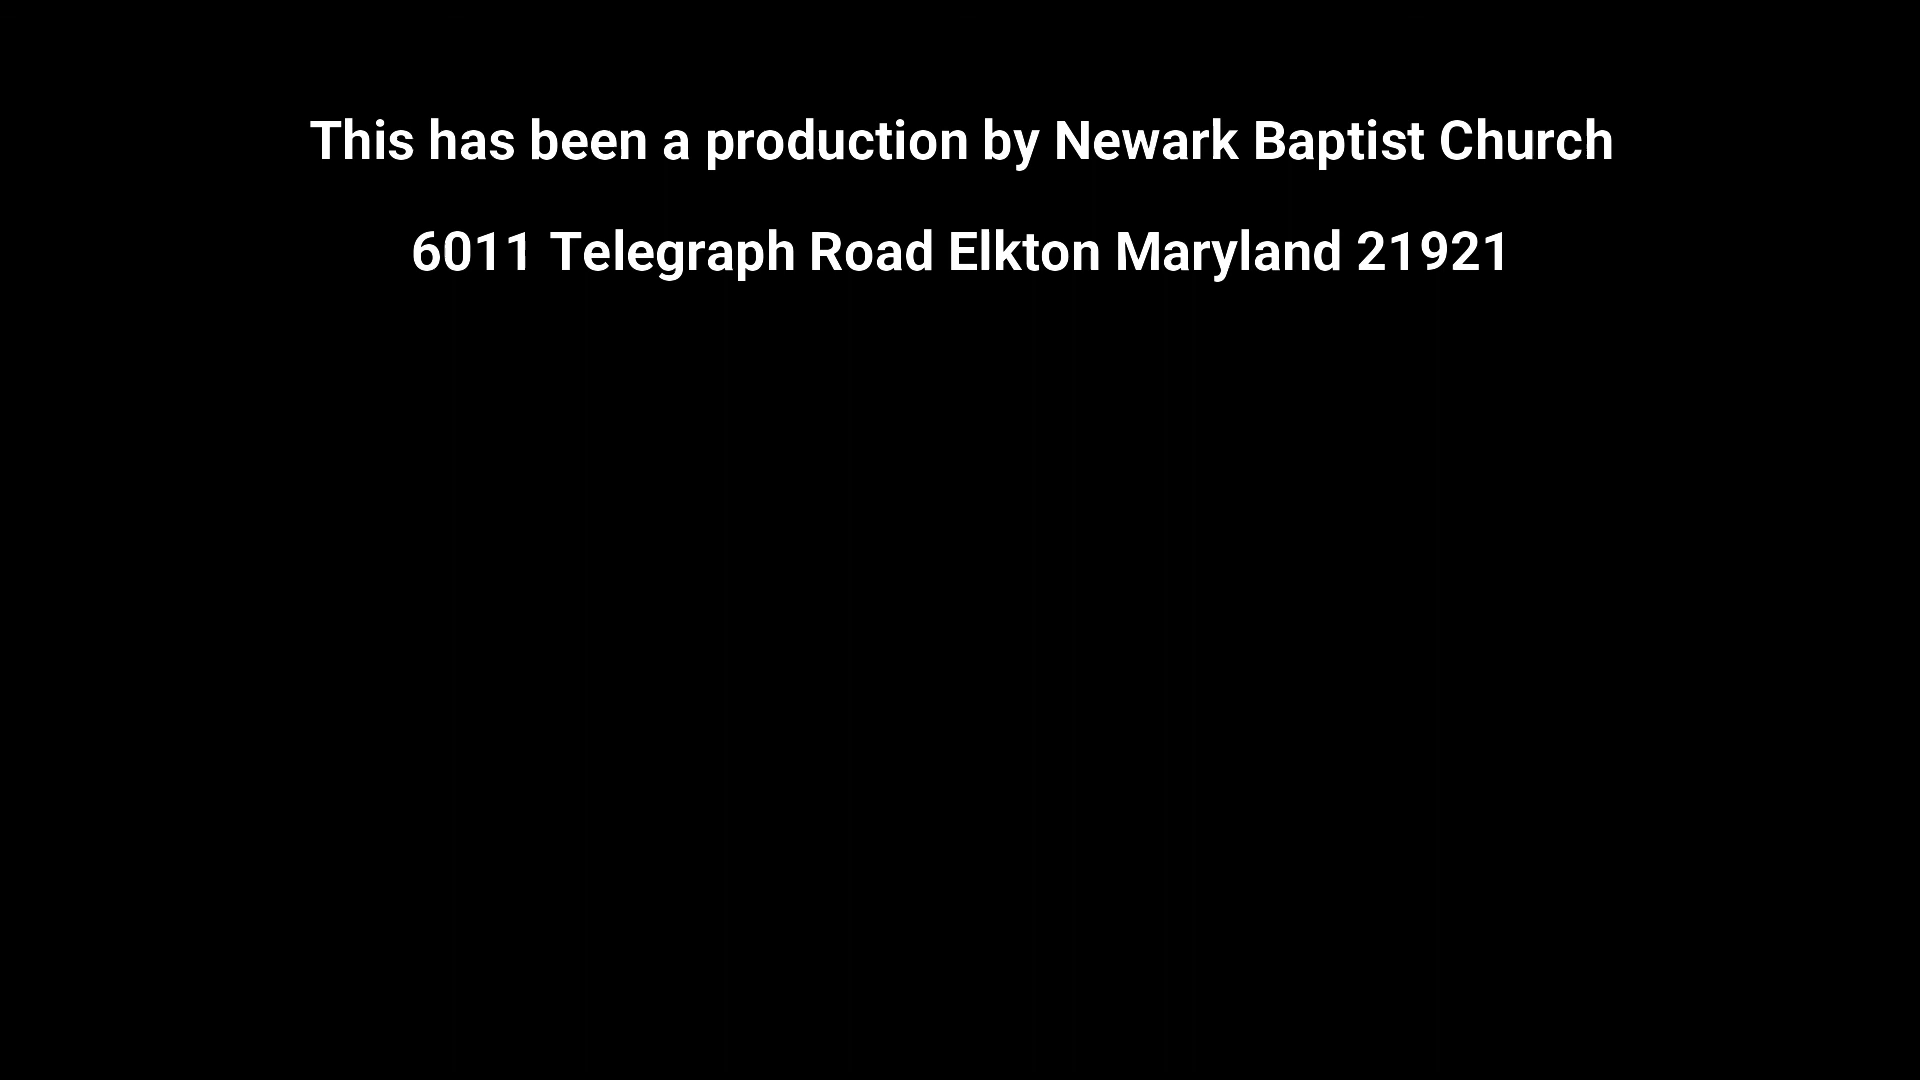 This has been a production by Newark Baptist Church
6011 Telegraph Road Elkton Maryland 21921